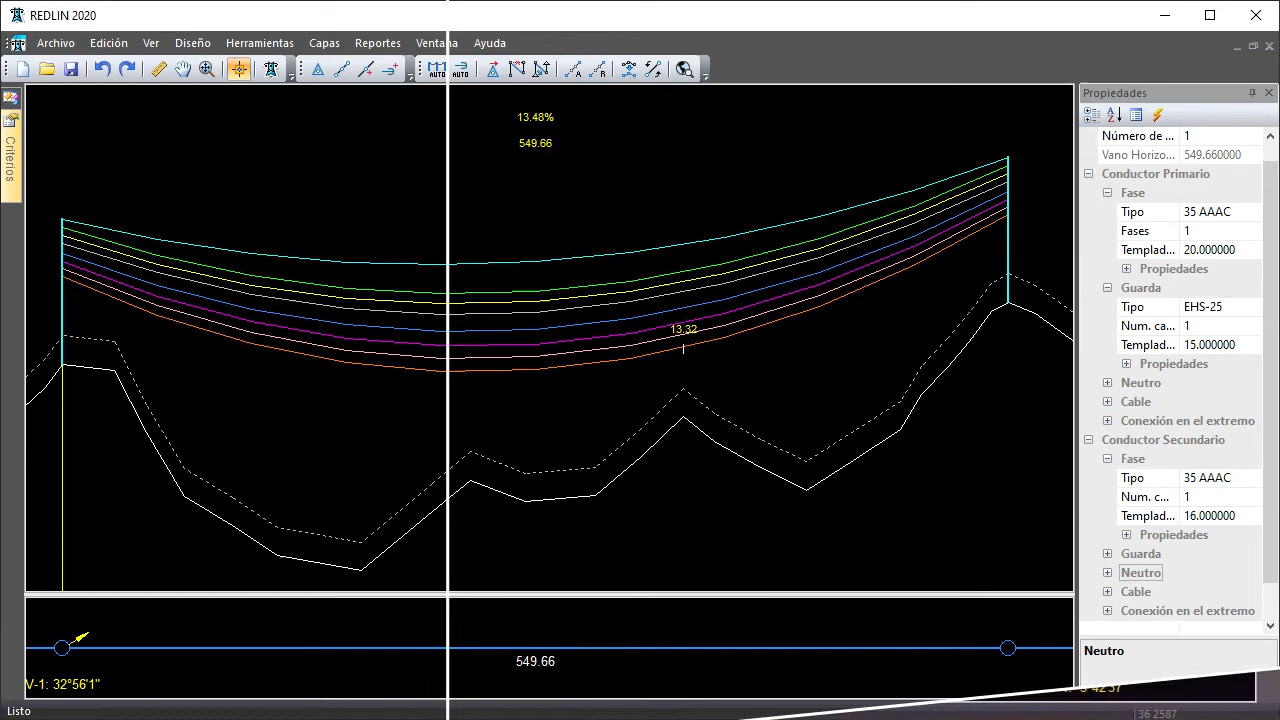 REDLIN 2020
Archivo Edición Ver Diseño Herramientas Capas Reportes Ventana Ayuda
AUTO AUTO A R
Criterios
13.48%
549.66
13.32
549.66
V-1: 32°56'1"
Propiedades
Número de ... 1
Vano Horizo... 549.660000
Conductor Primario
Fase
Tipo 35 AAAC
Fases 1
Templad... 20.000000
Propiedades
Guarda
Tipo EHS-25
Num. ca... 1
Templad... 15.000000
Propiedades
Neutro
Cable
Conexión en el extremo
Conductor Secundario
Fase
Tipo 35 AAAC
Num. c... 1
Templad... 16.000000
Propiedades
Guarda
Neutro
Cable
Conexión en el extremo
Neutro
Listo
36.2587